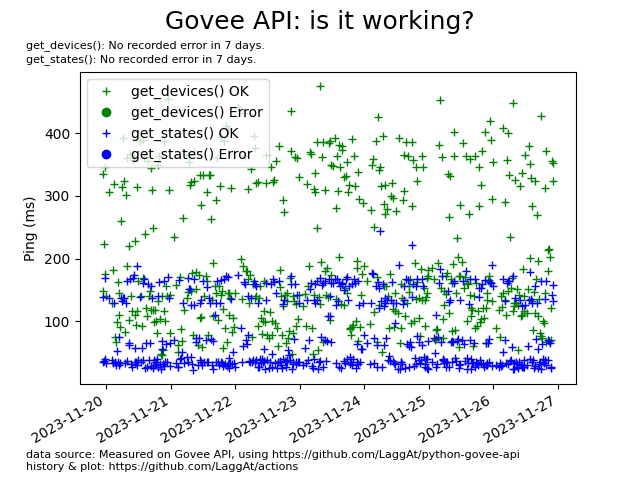 Govee API: is it working?
get_devices(): No recorded error in 7 days.
get_states(): No recorded error in 7 days.
get_devices() OK
get_devices() Error
get_states() OK
get_states() Error
400
300
200
100
Ping (ms)
2023-11-20
2023-11-21
2023-11-22
2023-11-23
2023-11-24
2023-11-25
2023-11-26
2023-11-27
data source: Measured on Govee API, using https://github.com/LaggAt/python-govee-api
history & plot: https://github.com/LaggAt/actions